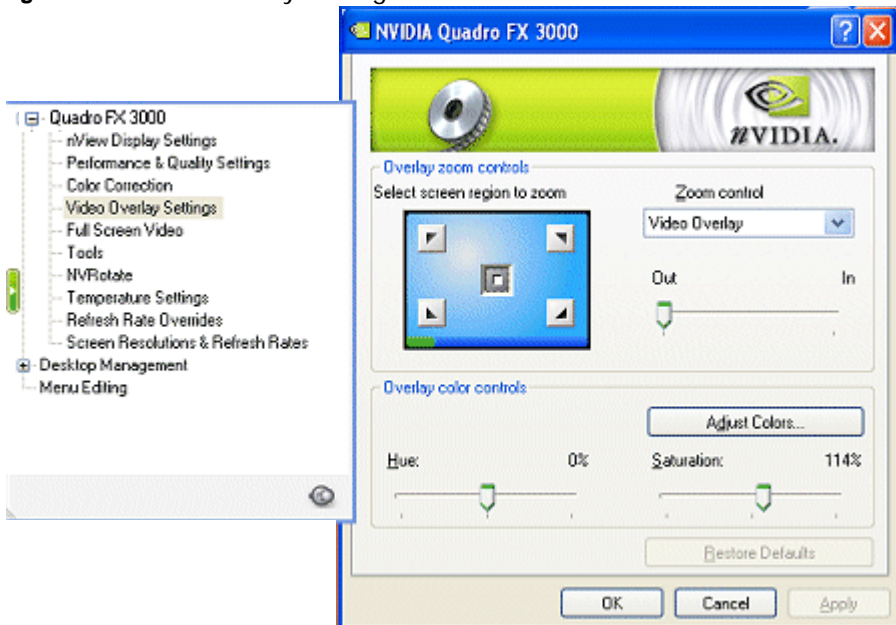 NVIDIA Quadro FX 3000
nVIDIA.
Quadro FX 3000
nView Display Settings
Performance & Quality Settings
Color Correction
Video Overlay Settings
Full Screen Video
Tools
NVRotate
Temperature Settings
Refresh Rate Overrides
Screen Resolutions & Refresh Rates
Desktop Management
Menu Editing
Overlay zoom controls
Select screen region to zoom
Zoom control
Video Overlay
Out In
Overlay color controls
Adjust Colors...
Hue: 0% Saturation: 114%
Restore Defaults
OK Cancel Apply